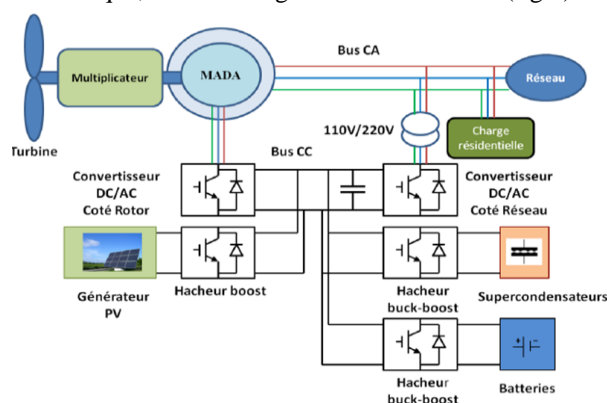 Bus CA
Multiplicateur
MADA
Réseau
Turbine
110V/220V
Charge
résidentielle
Bus CC
Convertisseur
DC/AC
Coté Rotor
Convertisseur
DC/AC
Coté Réseau
Générateur
PV
Hacheur boost
Hacheur
buck-boost
Supercondensateurs
Hacheur
buck-boost
Batteries